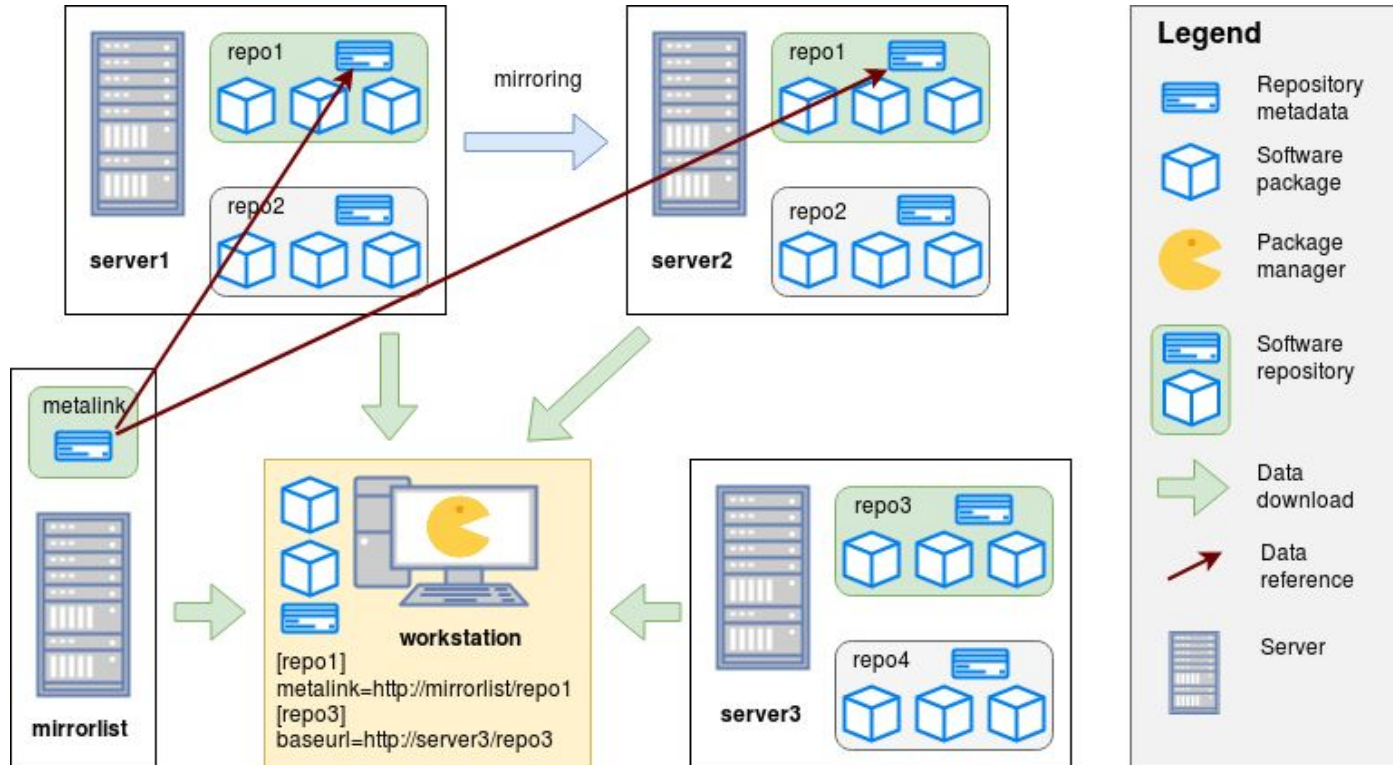 repo1
mirroring
repo1
repo2
server1
repo2
server2
metalink
mirrorlist
workstation
[repo1]
metalink=http://mirrorlist/repo1
[repo3]
baseurl=http://server3/repo3
repo3
repo4
server3
Legend
Repository
metadata
Software
package
Package
manager
Software
repository
Data
download
Data
reference
Server